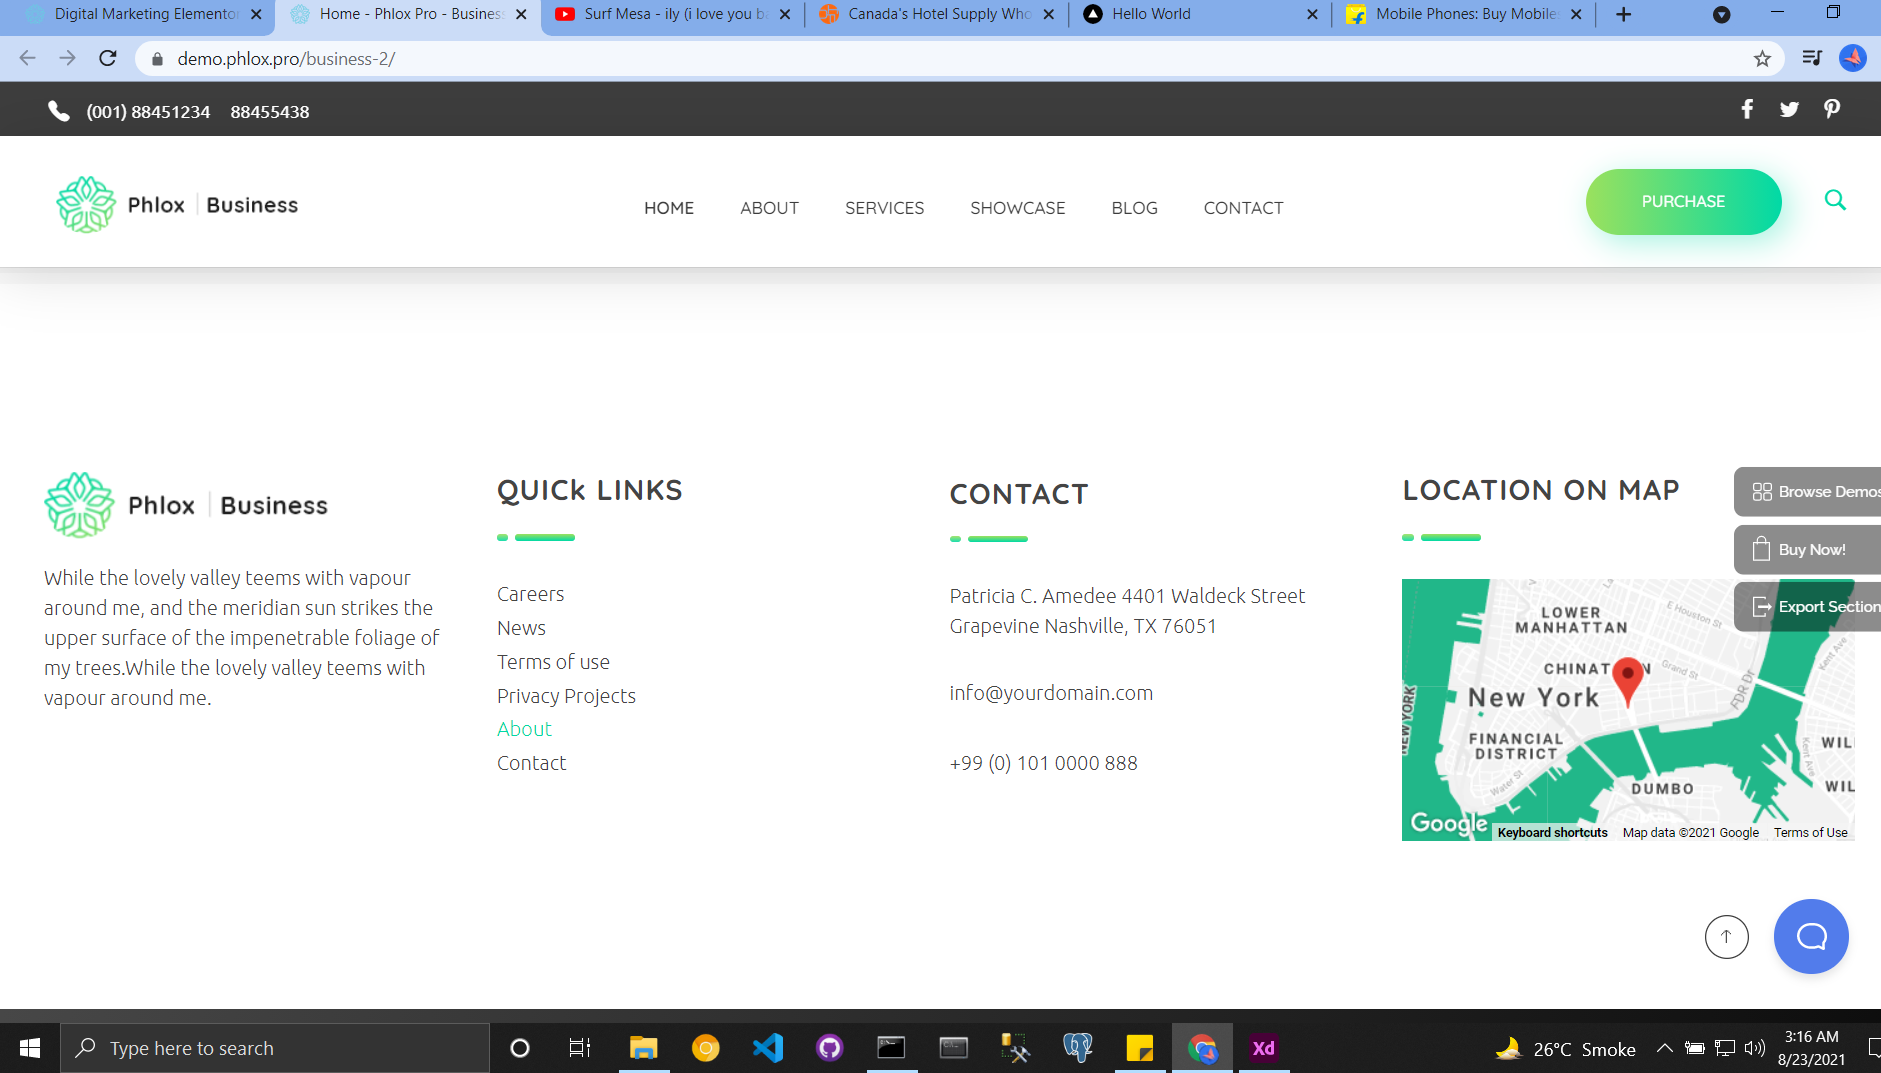 Digital Marketing Elementor
Home - Phlox Pro - Business
Surf Mesa - ily (i love you ba
Canada's Hotel Supply Who
Hello World
Mobile Phones: Buy Mobiles
demo.phlox.pro/business-2/
(001) 88451234 88455438
Phlox | Business
HOME
ABOUT
SERVICES
SHOWCASE
BLOG
CONTACT
PURCHASE
Phlox | Business
While the lovely valley teems with vapour
around me, and the meridian sun strikes the
upper surface of the impenetrable foliage of
my trees.While the lovely valley teems with
vapour around me.
QUICk LINKS
Careers
News
Terms of use
Privacy Projects
About
Contact
CONTACT
Patricia C. Amedee 4401 Waldeck Street
Grapevine Nashville, TX 76051
info@yourdomain.com
+99 (0) 101 0000 888
LOCATION ON MAP
Browse Demos
Buy Now!
Export Section
LOWER
MANHATTAN
E Houston St
CHINAT N
Grand St
New York
FDR Dr
Kent Ave
NEW YORK
FINANCIAL
DISTRICT
Water St
WIL
Kent Ave
WIL
DUMBO
Google
Keyboard shortcuts Map data ©2021 Google Terms of Use
Type here to search
Xd
26°C Smoke
3:16 AM
8/23/2021